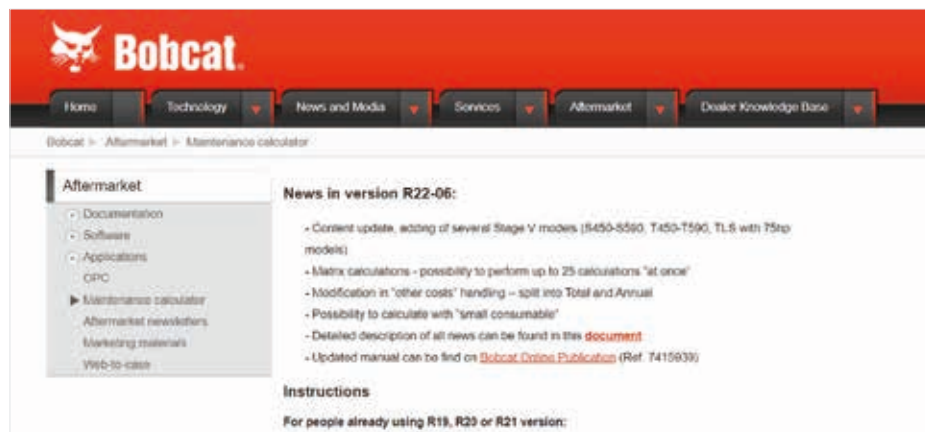 Bobcat.
Home Technology News and Media Services Aftermarket Dealer Knowledge Base
Bobcat > Aftermarket > Maintenance calculator
Aftermarket
Documentation
Software
Applications
OPC
Maintenance calculator
Aftermarket newsletters
Marketing materials
Web-to-case
News in version R22-06:
- Content update, adding of several Stage V models (S450-S590, T450-T590, TLS with 75hp
models)
- Matrix calculations - possibility to perform up to 25 calculations "at once"
- Modification in "other costs" handling – split into Total and Annual
- Possibility to calculate with "small consumable"
- Detailed description of all news can be found in this document
- Updated manual can be find on Bobcat Online Publication (Ref. 7415939)
Instructions
For people already using R19, R20 or R21 version: